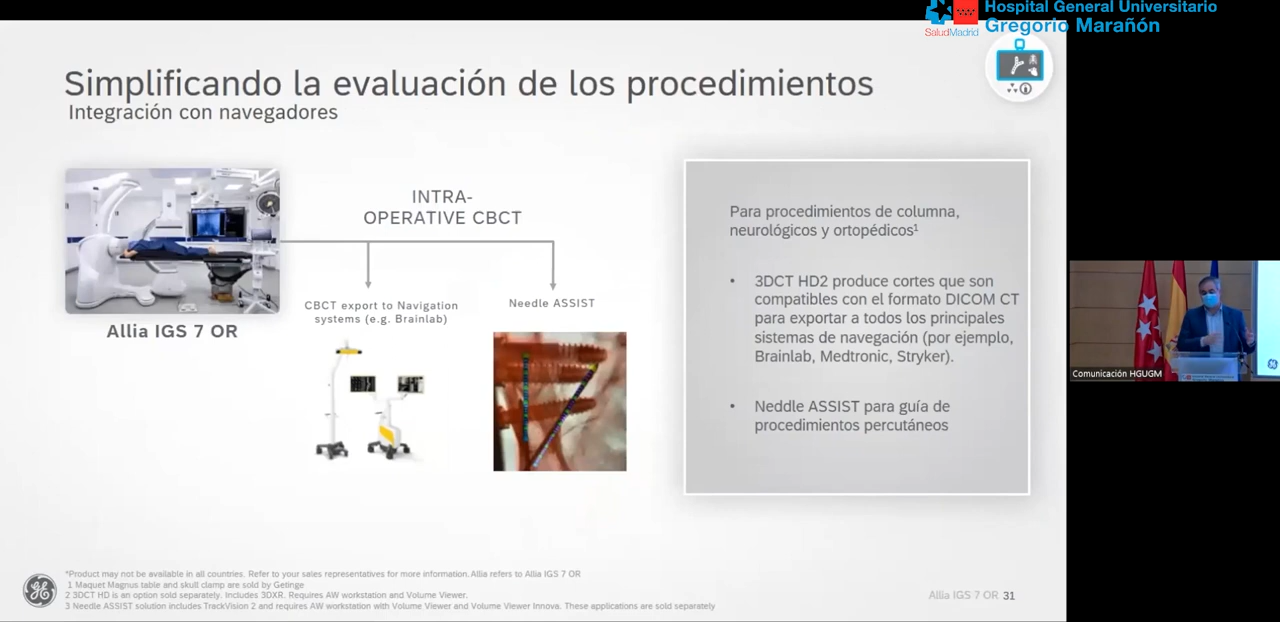 Hospital General Universitario
Gregorio Marañón
SaludMadrid
Simplificando la evaluación de los procedimientos
Integración con navegadores
INTRA-
OPERATIVE CBCT
CBCT export to Navigation
systems (e.g. Brainlab)
Needle ASSIST
Allia IGS 7 OR
Para procedimientos de columna,
neurológicos y ortopédicos1
• 3DCT HD2 produce cortes que son
compatibles con el formato DICOM CT
para exportar a todos los principales
sistemas de navegación (por ejemplo,
Brainlab, Medtronic, Stryker).
• Neddle ASSIST para guía de
procedimientos percutáneos
Comunicación HGUGM
*Product may not be available in all countries. Refer to your sales representatives for more information.Allia refers to Allia IGS 7 OR
1 Maquet Magnus table and skull clamp are sold by Getinge
2 3DCT HD is an option sold separately. Includes 3DXR. Requires AW workstation and Volume Viewer.
3 Needle ASSIST solution includes TrackVision 2 and requires AW workstation with Volume Viewer and Volume Viewer Innova. These applications are sold separately
Allia IGS 7 OR 31